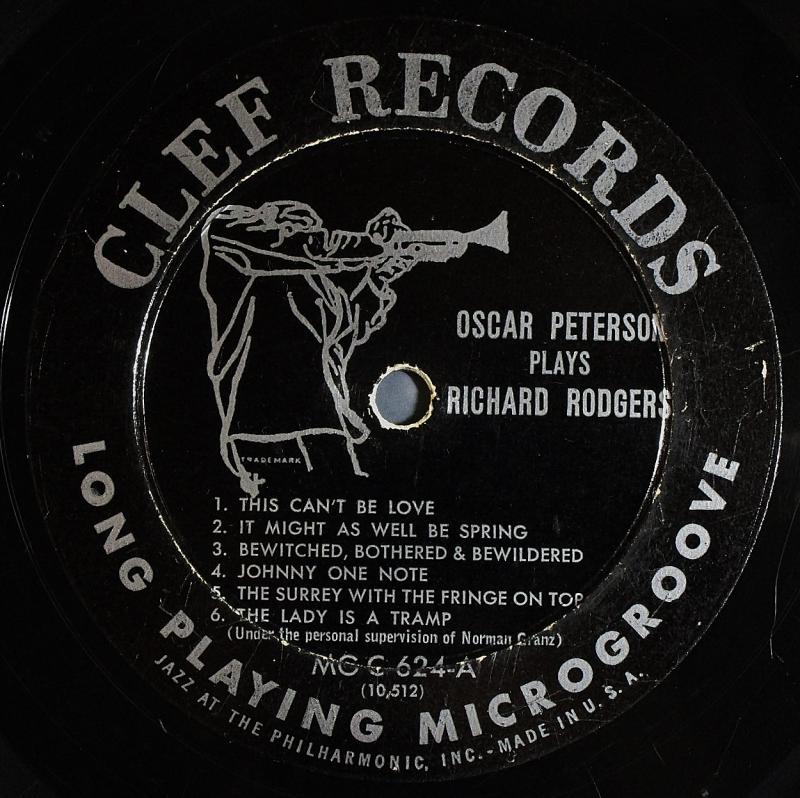 CLEF RECORDS
TRADEMARK
OSCAR PETERSON
PLAYS
RICHARD RODGERS
1. THIS CAN'T BE LOVE
2. IT MIGHT AS WELL BE SPRING
3. BEWITCHED, BOTHERED & BEWILDERED
4. JOHNNY ONE NOTE
5. THE SURREY WITH THE FRINGE ON TOP
6. THE LADY IS A TRAMP
(Under the personal supervision of Norman Granz)
MG C 624-A
(10,512)
LONG PLAYING MICROGROOVE
JAZZ AT THE PHILHARMONIC, INC. - MADE IN U. S. A.